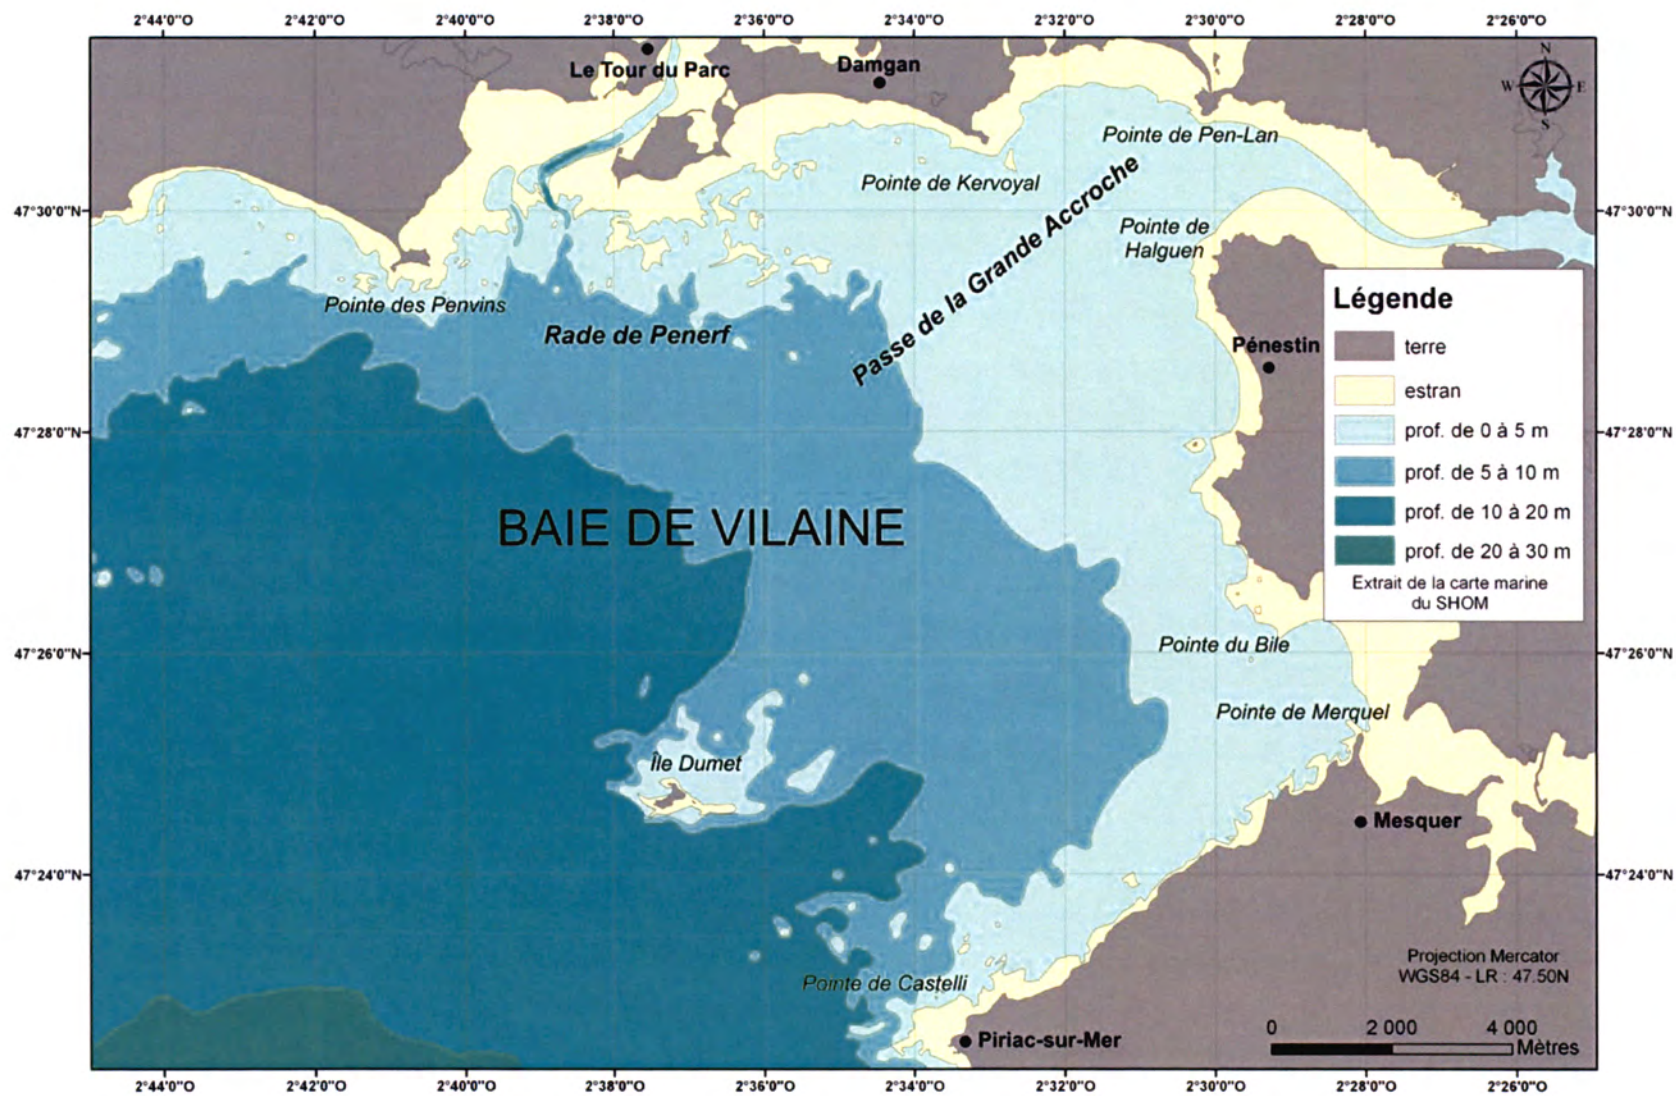 2°44'0"O 2°42'0"O 2°40'0"O 2°38'0"O 2°36'0"O 2°34'0"O 2°32'0"O 2°30'0"O 2°28'0"O 2°26'0"O
N
W E
S
Le Tour du Parc
Damgan
Pointe de Pen-Lan
Pointe de Kervoyal
47°30'0"N 47°30'0"N
Pointe de
Halguen
Passe de la Grande Accroche
Pointe des Penvins
Rade de Penerf
Pénestin
Légende
terre
estran
prof. de 0 à 5 m
prof. de 5 à 10 m
prof. de 10 à 20 m
prof. de 20 à 30 m
Extrait de la carte marine
du SHOM
47°28'0"N 47°28'0"N
BAIE DE VILAINE
47°26'0"N 47°26'0"N
Pointe du Bile
Pointe de Merquel
Île Dumet
Mesquer
47°24'0"N 47°24'0"N
Pointe de Castelli
Piriac-sur-Mer
Projection Mercator
WGS84 - LR : 47.50N
0 2 000 4 000
Mètres
2°44'0"O 2°42'0"O 2°40'0"O 2°38'0"O 2°36'0"O 2°34'0"O 2°32'0"O 2°30'0"O 2°28'0"O 2°26'0"O